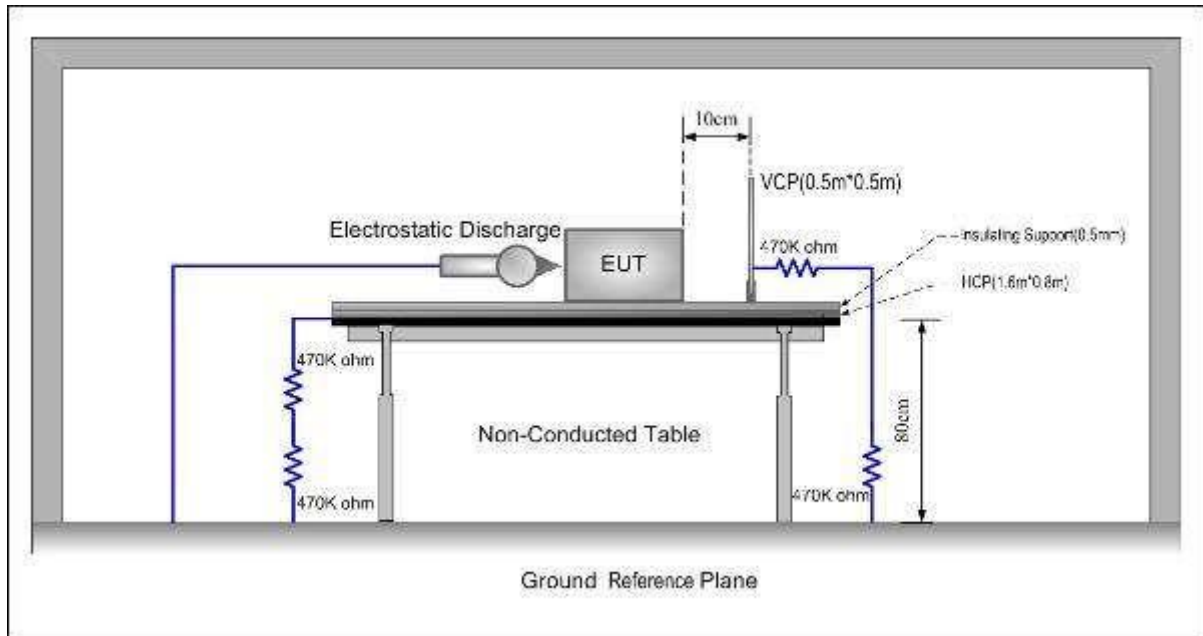 10cm
VCP(0.5m*0.5m)
Electrostatic Discharge
EUT
470K ohm
Insulating Support(0.5mm)
HCP(1.6m*0.8m)
470K ohm
80cm
Non-Conducted Table
470K ohm
470K ohm
Ground Reference Plane